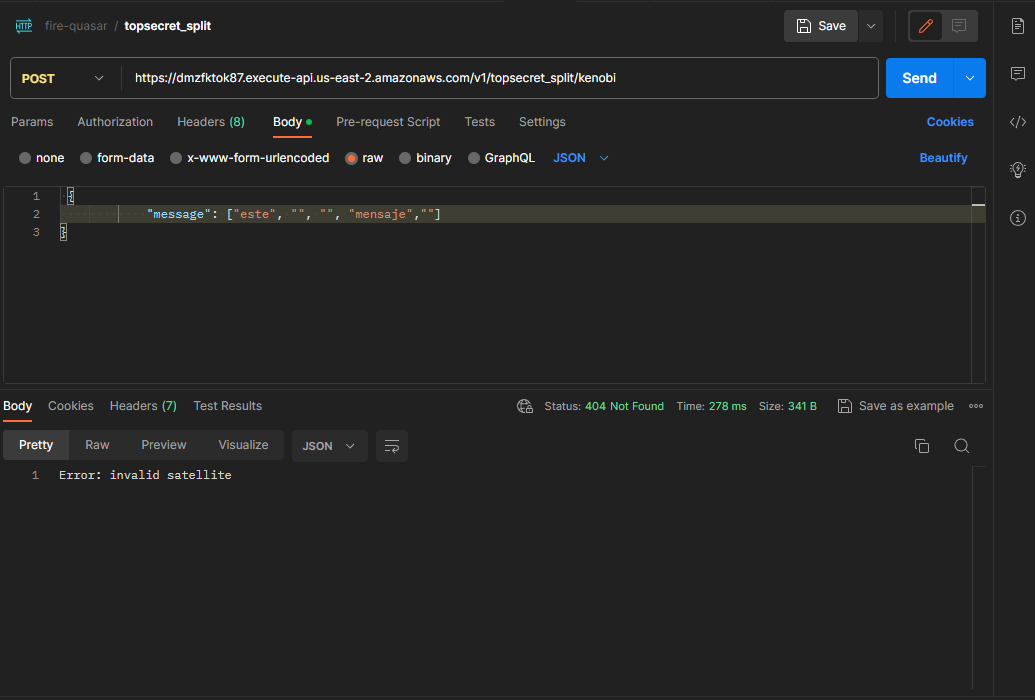 HTTP fire-quasar / topsecret_split Save
POST https://dmzfktok87.execute-api.us-east-2.amazonaws.com/v1/topsecret_split/kenobi Send
Params Authorization Headers (8) Body Pre-request Script Tests Settings Cookies
none form-data x-www-form-urlencoded raw binary GraphQL JSON Beautify
1 {
2 "message": ["este", "", "", "mensaje",""]
3 }
Body Cookies Headers (7) Test Results Status: 404 Not Found Time: 278 ms Size: 341 B Save as example
Pretty Raw Preview Visualize JSON
1 Error: invalid satellite